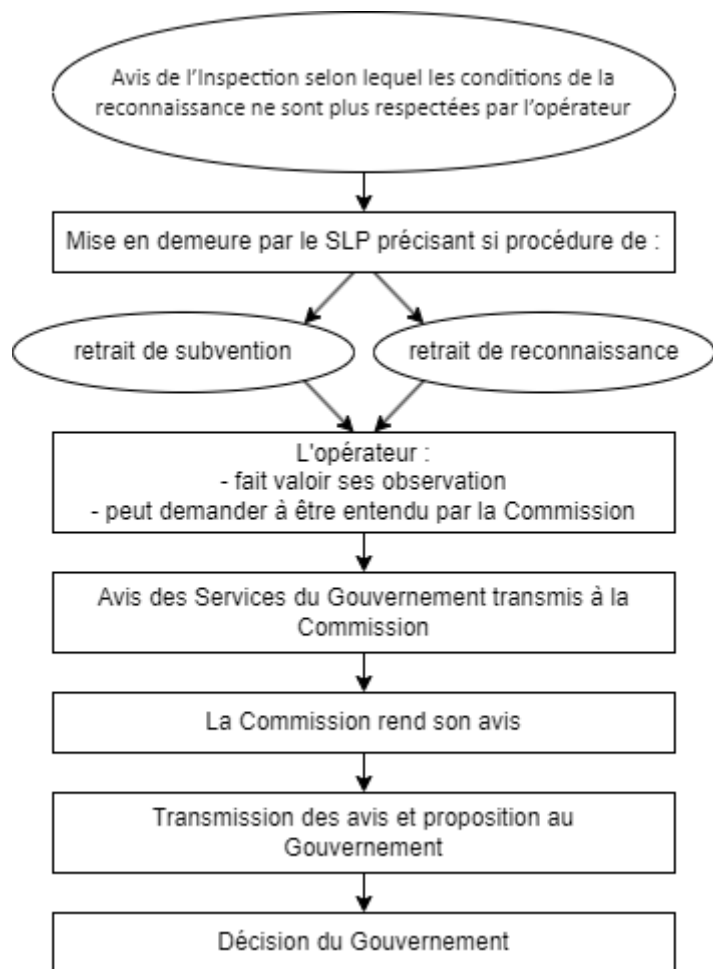 Avis de l’Inspection selon lequel les conditions de la
reconnaissance ne sont plus respectées par l’opérateur
Mise en demeure par le SLP précisant si procédure de :
retrait de subvention
retrait de reconnaissance
L'opérateur :
- fait valoir ses observation
- peut demander à être entendu par la Commission
Avis des Services du Gouvernement transmis à la
Commission
La Commission rend son avis
Transmission des avis et proposition au
Gouvernement
Décision du Gouvernement